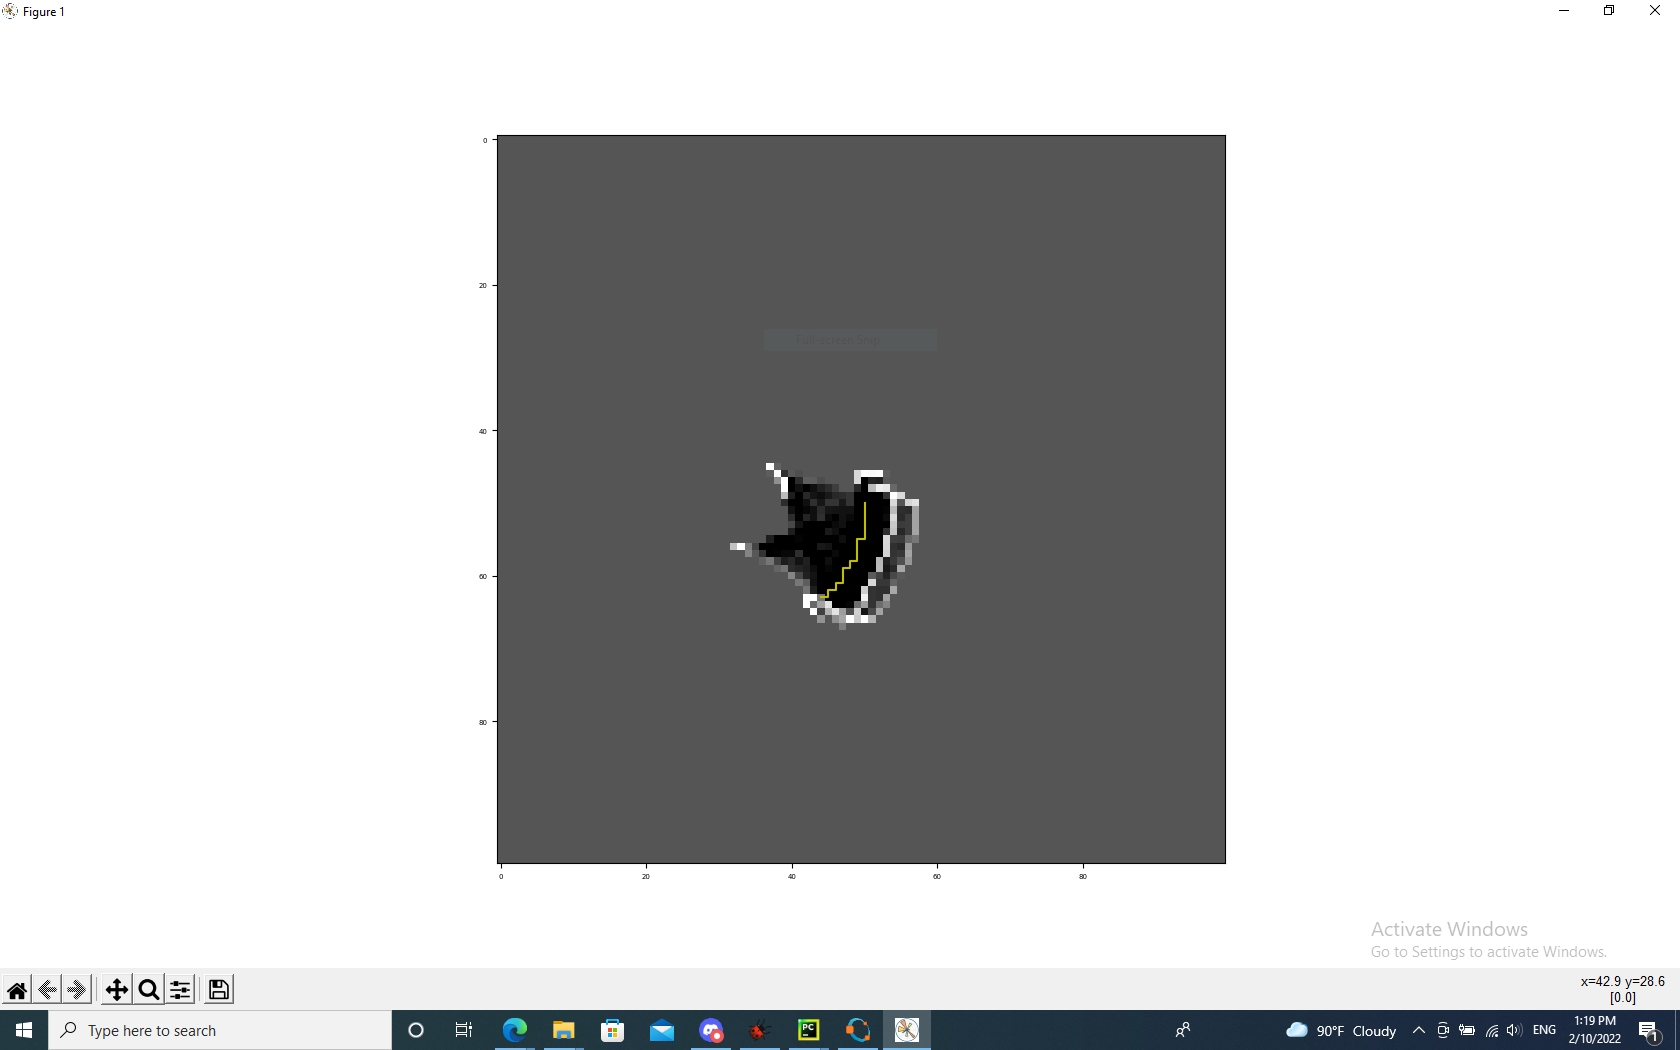 Figure 1
0
20
40
60
80
0
20
40
60
80
Activate Windows
Go to Settings to activate Windows.
x=42.9 y=28.6
[0.0]
Type here to search
PC
90°F Cloudy
ENG
1:19 PM
2/10/2022
1